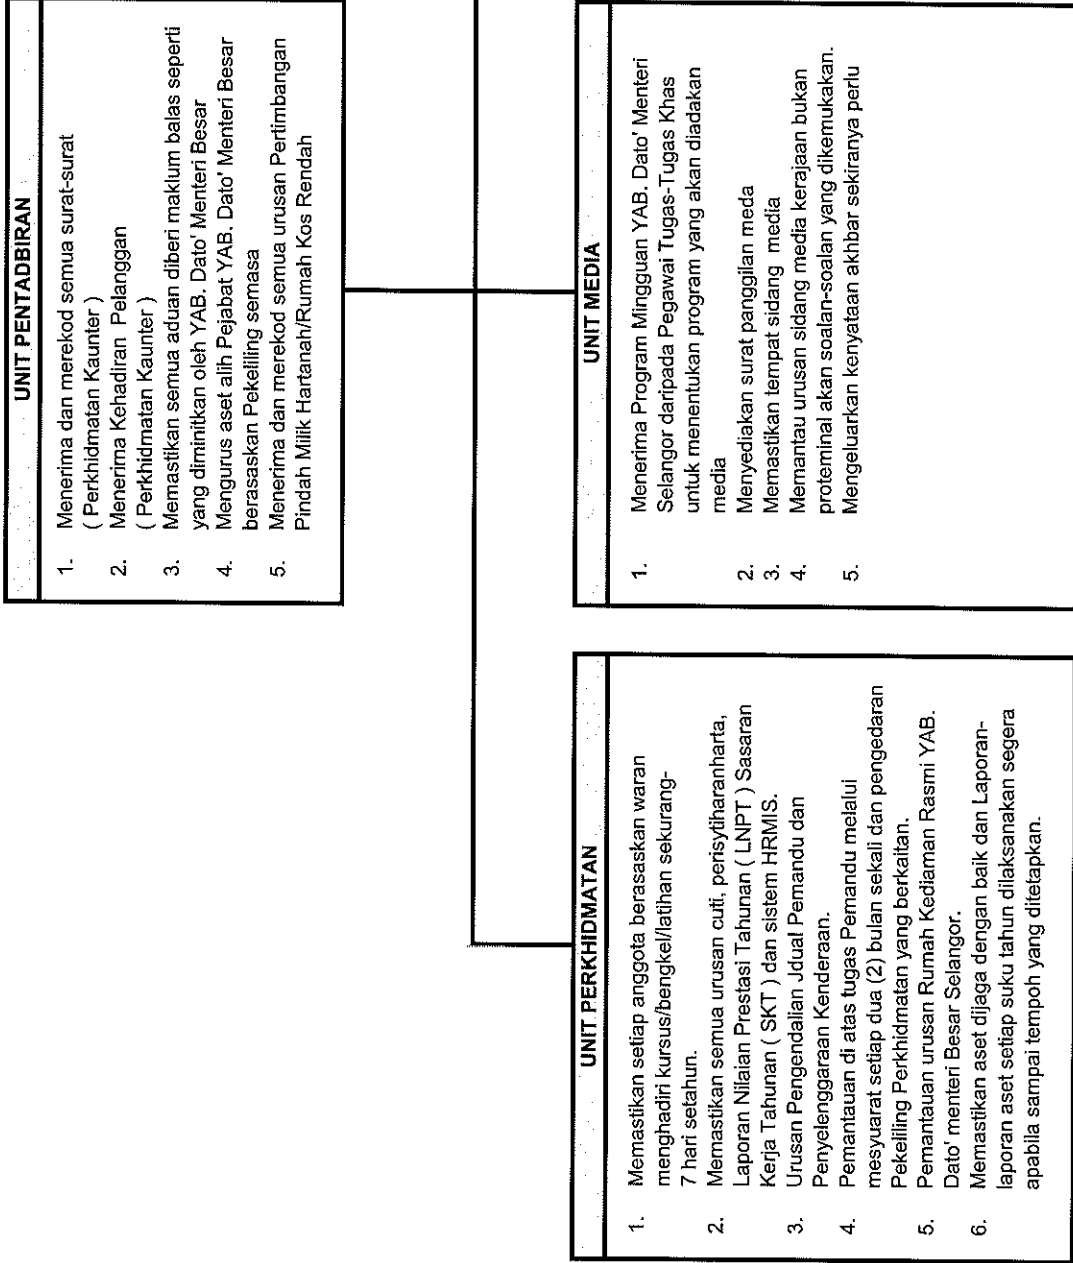 UNIT PENTADBIRAN
1. Menerima dan merekod semua surat-surat
( Perkhidmatan Kaunter )
2. Menerima Kehadiran Pelanggan
( Perkhidmatan Kaunter )
3. Memastikan semua aduan diberi maklum balas seperti
yang diminitkan oleh YAB. Dato' Menteri Besar
4. Mengurus aset alih Pejabat YAB. Dato' Menteri Besar
berasaskan Pekeliling semasa
5. Menerima dan merekod semua urusan Pertimbangan
Pindah Milik Hartanah/Rumah Kos Rendah
UNIT PERKHIDMATAN
1. Memastikan setiap anggota berasaskan waran
menghadiri kursus/bengkel/latihan sekurang-
7 hari setahun.
2. Memastikan semua urusan cuti, perisytiharanharta,
Laporan Nilaian Prestasi Tahunan ( LNPT ) Sasaran
Kerja Tahunan ( SKT ) dan sistem HRMIS.
3. Urusan Pengendalian Jdual Pemandu dan
Penyelenggaraan Kenderaan.
4. Pemantauan di atas tugas Pemandu melalui
mesyuarat setiap dua (2) bulan sekali dan pengedaran
Pekeliling Perkhidmatan yang berkaitan.
5. Pemantauan urusan Rumah Kediaman Rasmi YAB.
Dato' menteri Besar Selangor.
6. Memastikan aset dijaga dengan baik dan Laporan-
laporan aset setiap suku tahun dilaksanakan segera
apabila sampai tempoh yang ditetapkan.
UNIT MEDIA
1. Menerima Program Mingguan YAB. Dato' Menteri
Selangor daripada Pegawai Tugas-Tugas Khas
untuk menentukan program yang akan diadakan
media
2. Menyediakan surat panggilan meda
3. Memastikan tempat sidang media
4. Memantau urusan sidang media kerajaan bukan
proteminal akan soalan-soalan yang dikemukakan.
5. Mengeluarkan kenyataan akhbar sekiranya perlu